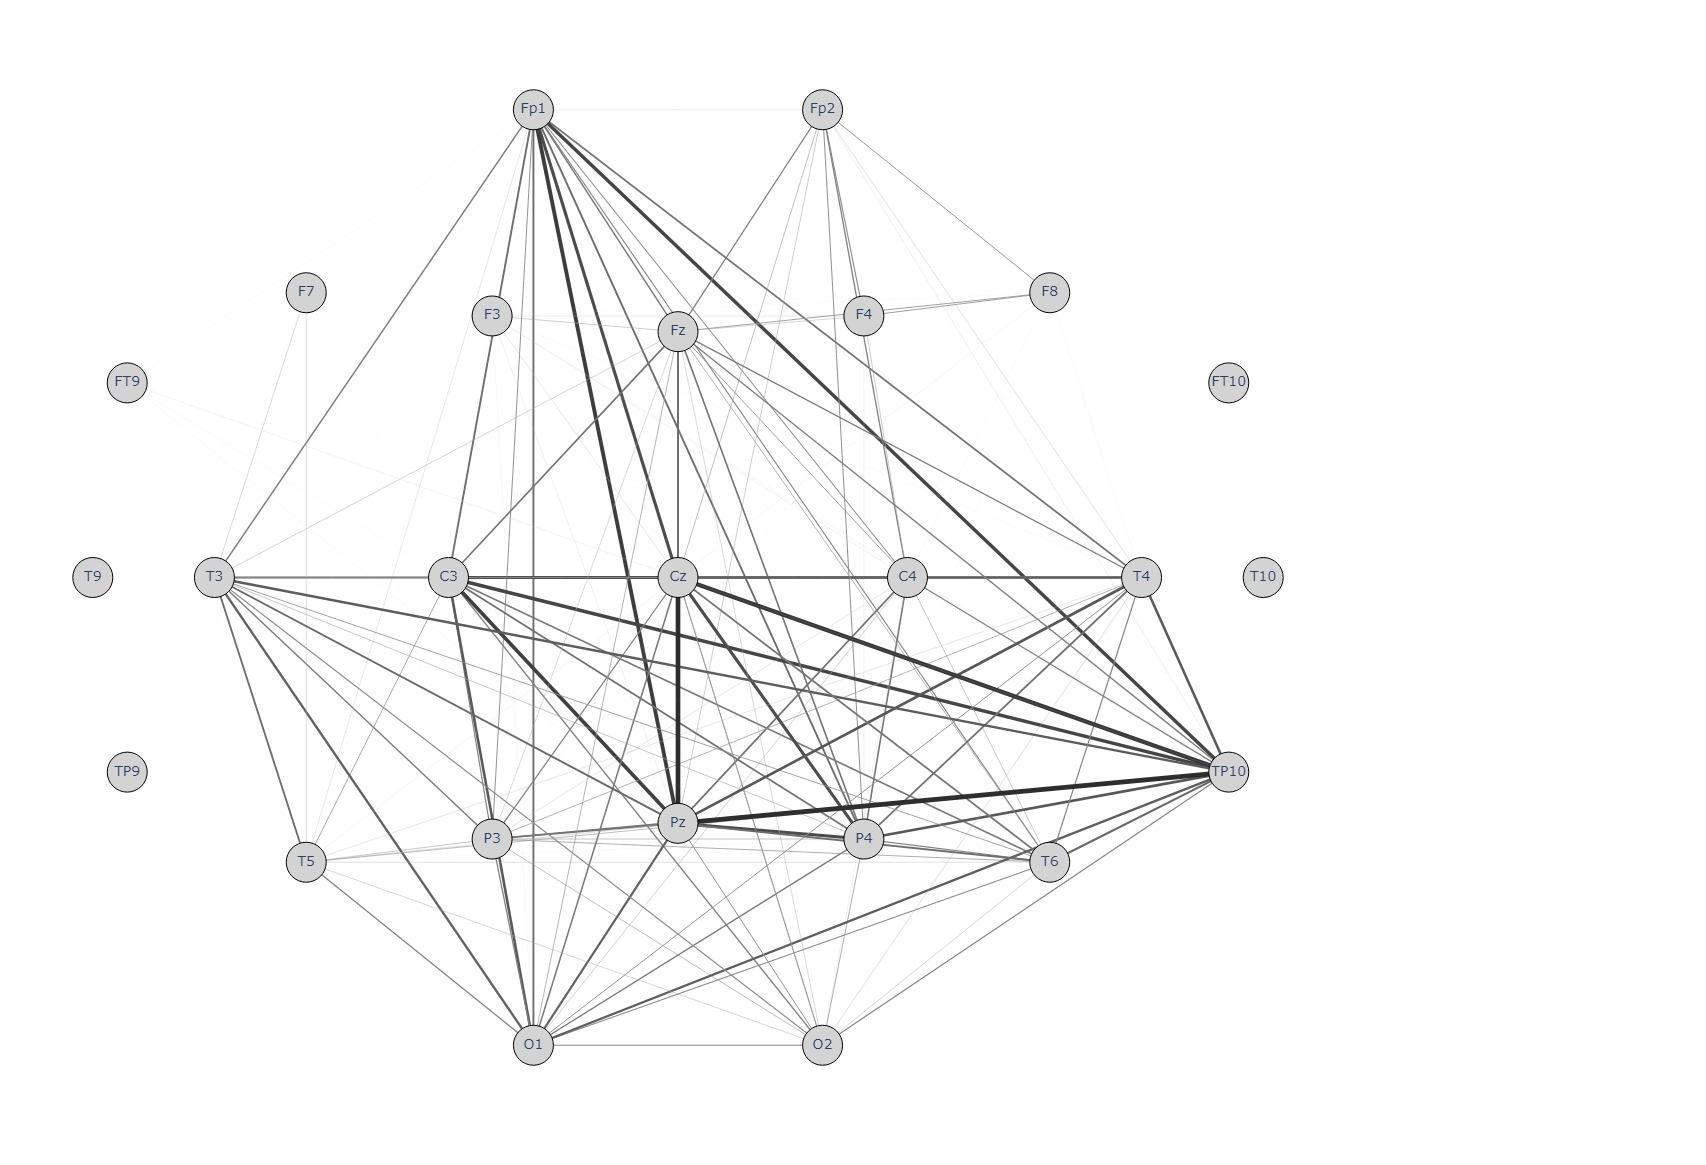 Fp1 Fp2
F7 F3 Fz F4 F8
FT9 FT10
T9 T3 C3 Cz C4 T4 T10
TP9 TP10
T5 P3 Pz P4 T6
O1 O2